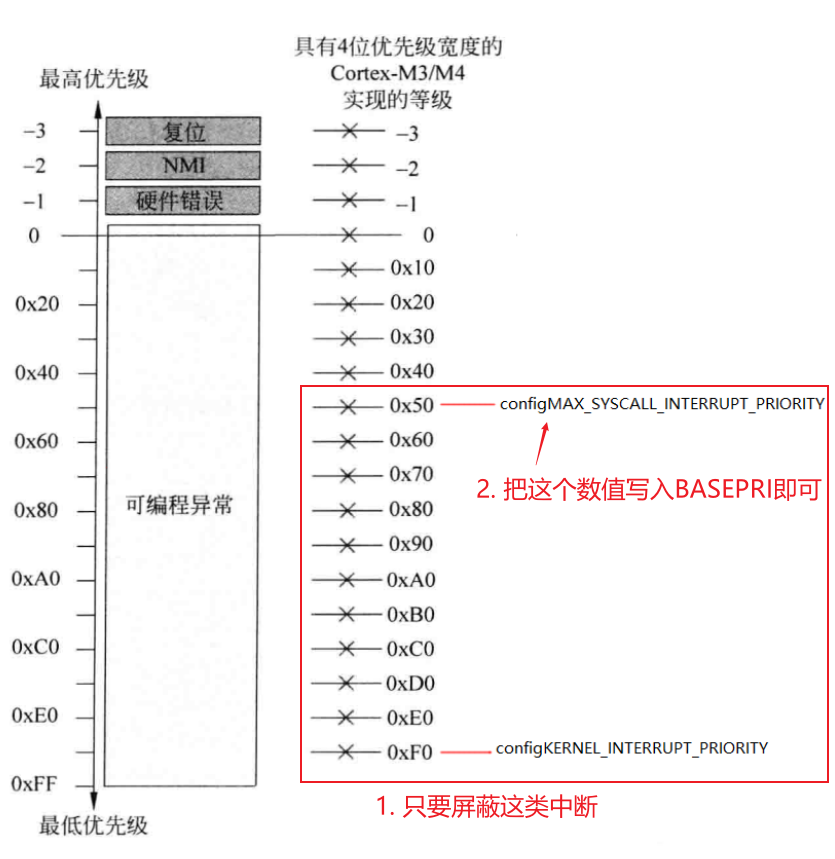 具有4位优先级宽度的
Cortex-M3/M4
实现的等级
最高优先级
-3
复位
-3
-2
NMI
-2
-1
硬件错误
-1
0
0
0x10
0x20
0x20
0x30
0x40
0x40
0x50
configMAX_SYSCALL_INTERRUPT_PRIORITY
0x60
0x60
0x70
2. 把这个数值写入BASEPRI即可
0x80
可编程异常
0x80
0x90
0xA0
0xA0
0xB0
0xC0
0xC0
0xD0
0xE0
0xE0
0xF0
configKERNEL_INTERRUPT_PRIORITY
0xFF
1. 只要屏蔽这类中断
最低优先级